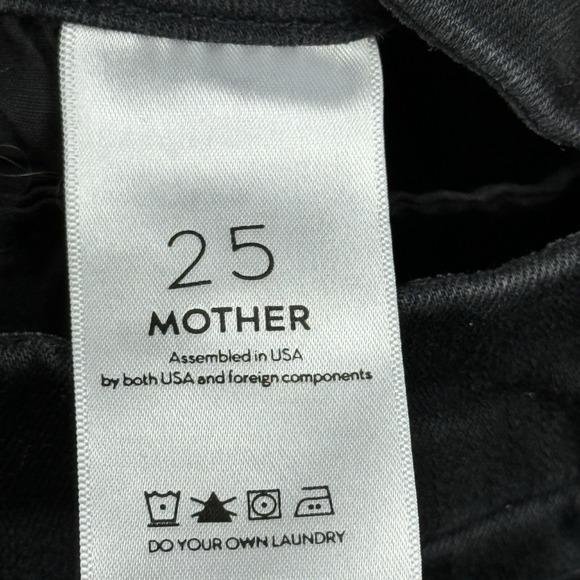 25
MOTHER
Assembled in USA
by both USA and foreign components
DO YOUR OWN LAUNDRY